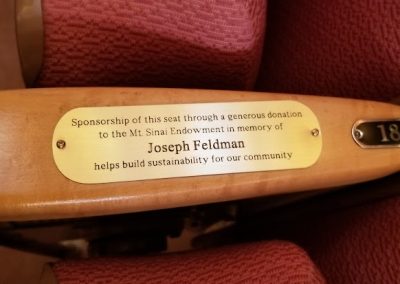 Sponsorship of this seat through a generous donation
to the Mt. Sinai Endowment in memory of
Joseph Feldman
helps build sustainability for our community
18